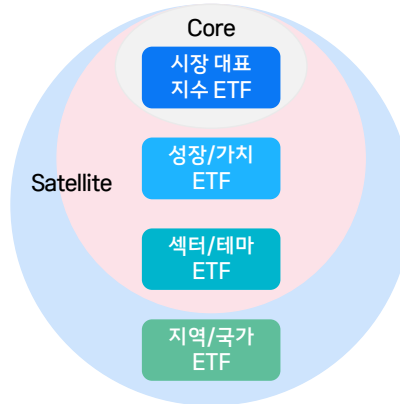 Core
시장 대표
지수 ETF
성장/가치
ETF
Satellite
섹터/테마
ETF
지역/국가
ETF